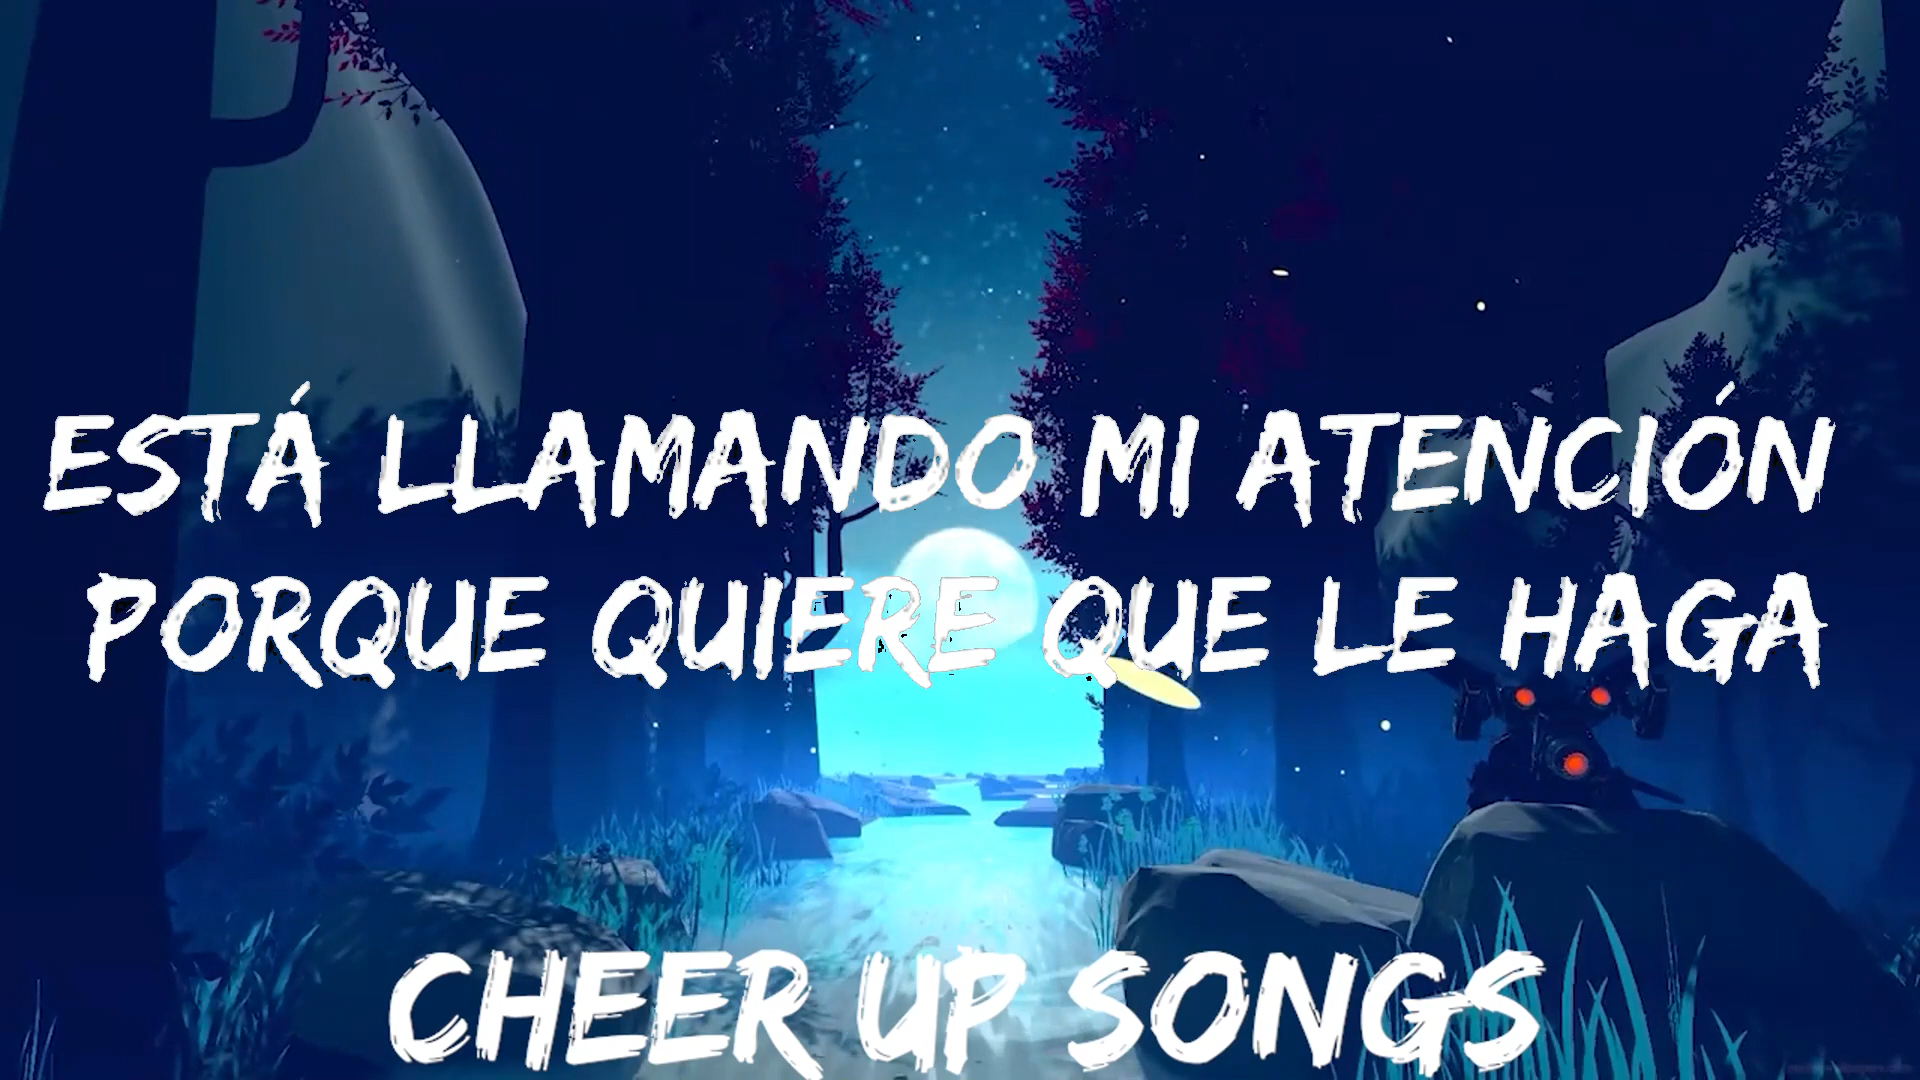 ESTÁ LLAMANDO MI ATENCIÓN
PORQUE QUIERE QUE LE HAGA
CHEER UP SONGS